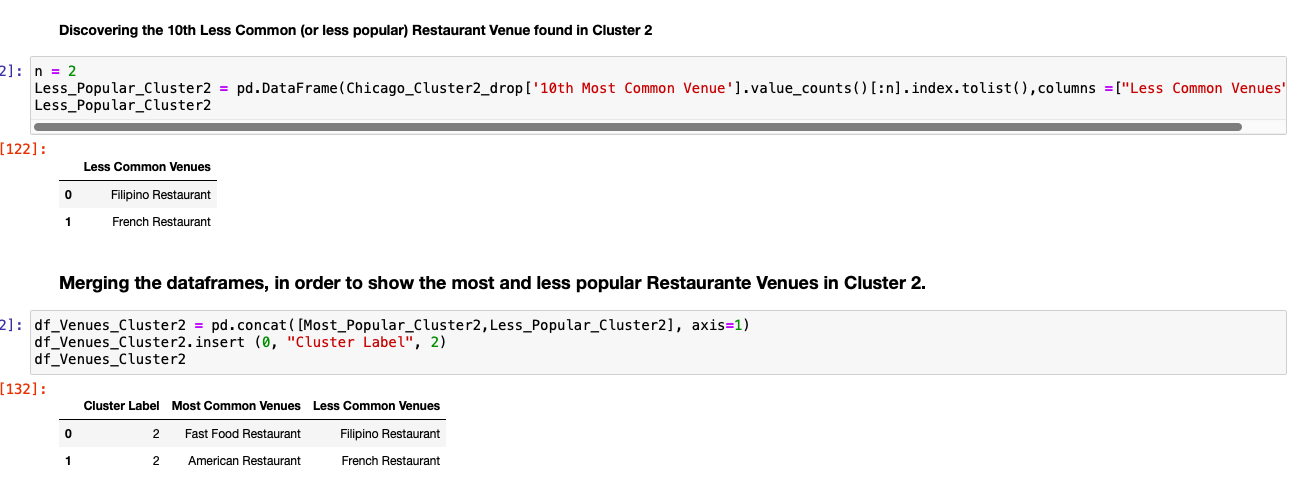 Discovering the 10th Less Common (or less popular) Restaurant Venue found in Cluster 2
2]: n = 2
Less_Popular_Cluster2 = pd.DataFrame(Chicago_Cluster2_drop['10th Most Common Venue'].value_counts()[:n].index.tolist(),columns =["Less Common Venues"
Less_Popular_Cluster2
[122]:
Less Common Venues
0 Filipino Restaurant
1 French Restaurant
Merging the dataframes, in order to show the most and less popular Restaurante Venues in Cluster 2.
2]: df_Venues_Cluster2 = pd.concat([Most_Popular_Cluster2,Less_Popular_Cluster2], axis=1)
df_Venues_Cluster2.insert (0, "Cluster Label", 2)
df_Venues_Cluster2
[132]:
Cluster Label Most Common Venues Less Common Venues
0 2 Fast Food Restaurant Filipino Restaurant
1 2 American Restaurant French Restaurant